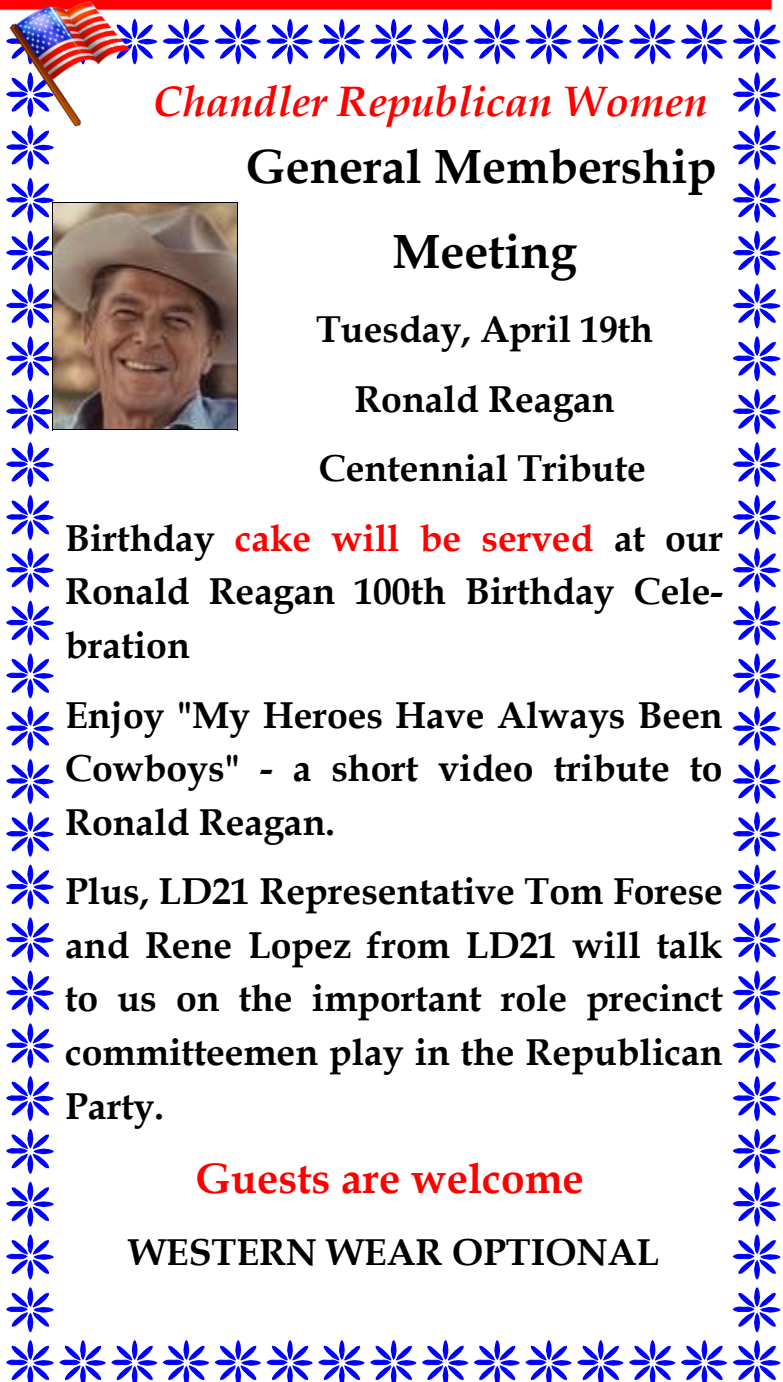 Chandler Republican Women
General Membership
Meeting
Tuesday, April 19th
Ronald Reagan
Centennial Tribute
Birthday cake will be served at our
Ronald Reagan 100th Birthday Cele-
bration
Enjoy "My Heroes Have Always Been
Cowboys" - a short video tribute to
Ronald Reagan.
Plus, LD21 Representative Tom Forese
and Rene Lopez from LD21 will talk
to us on the important role precinct
committeemen play in the Republican
Party.
Guests are welcome
WESTERN WEAR OPTIONAL